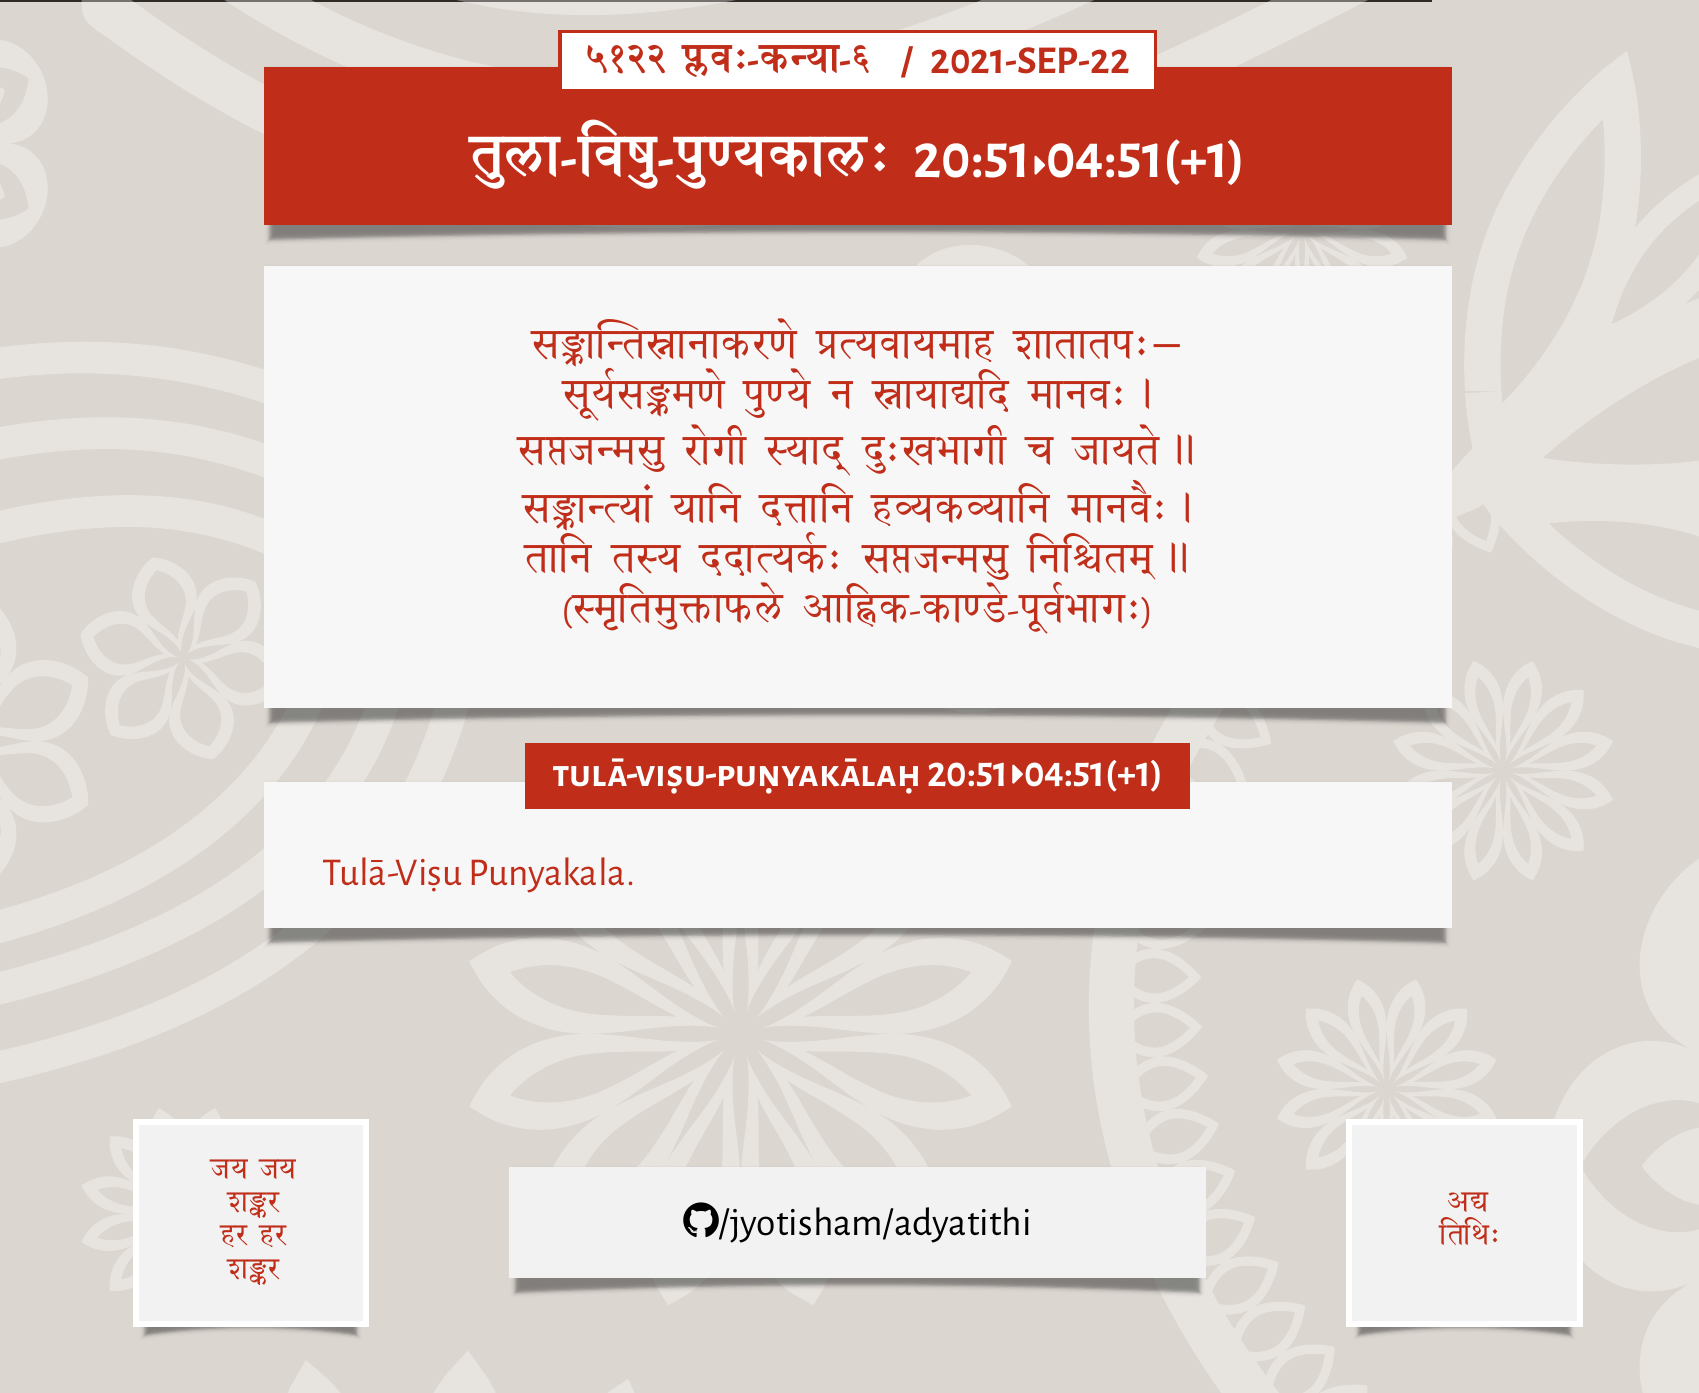 ५१२२ प्लवः-कन्या-६ / 2021-SEP-22
तुला-विषु-पुण्यकालः 20:51▸04:51(+1)
सङ्क्रान्तिस्नानाकरणे प्रत्यवायमाह शातातपः—
सूर्यसङ्क्रमणे पुण्ये न स्नायाद्यदि मानवः ।
सप्तजन्मसु रोगी स्याद् दुःखभागी च जायते ॥
सङ्क्रान्त्यां यानि दत्तानि हव्यकव्यानि मानवैः ।
तानि तस्य ददात्यर्कः सप्तजन्मसु निश्चितम् ॥
(स्मृतिमुक्ताफले आह्निक-काण्डे-पूर्वभागः)
TULĀ-VIṢU-PUṆYAKĀLAḤ 20:51▸04:51(+1)
Tulā-Viṣu Punyakala.
जय जय
शङ्कर
हर हर
शङ्कर
/jyotisham/adyatithi
अद्य
तिथिः